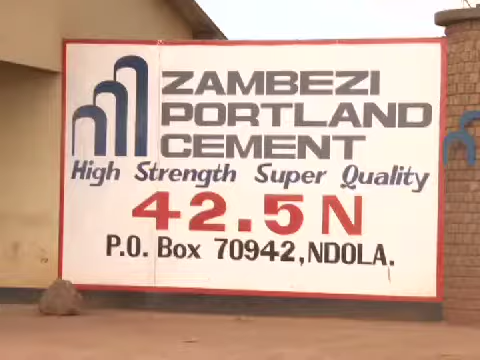 ZAMBEZI
PORTLAND
CEMENT
High Strength Super Quality
42.5N
P.O. Box 70942, NDOLA.